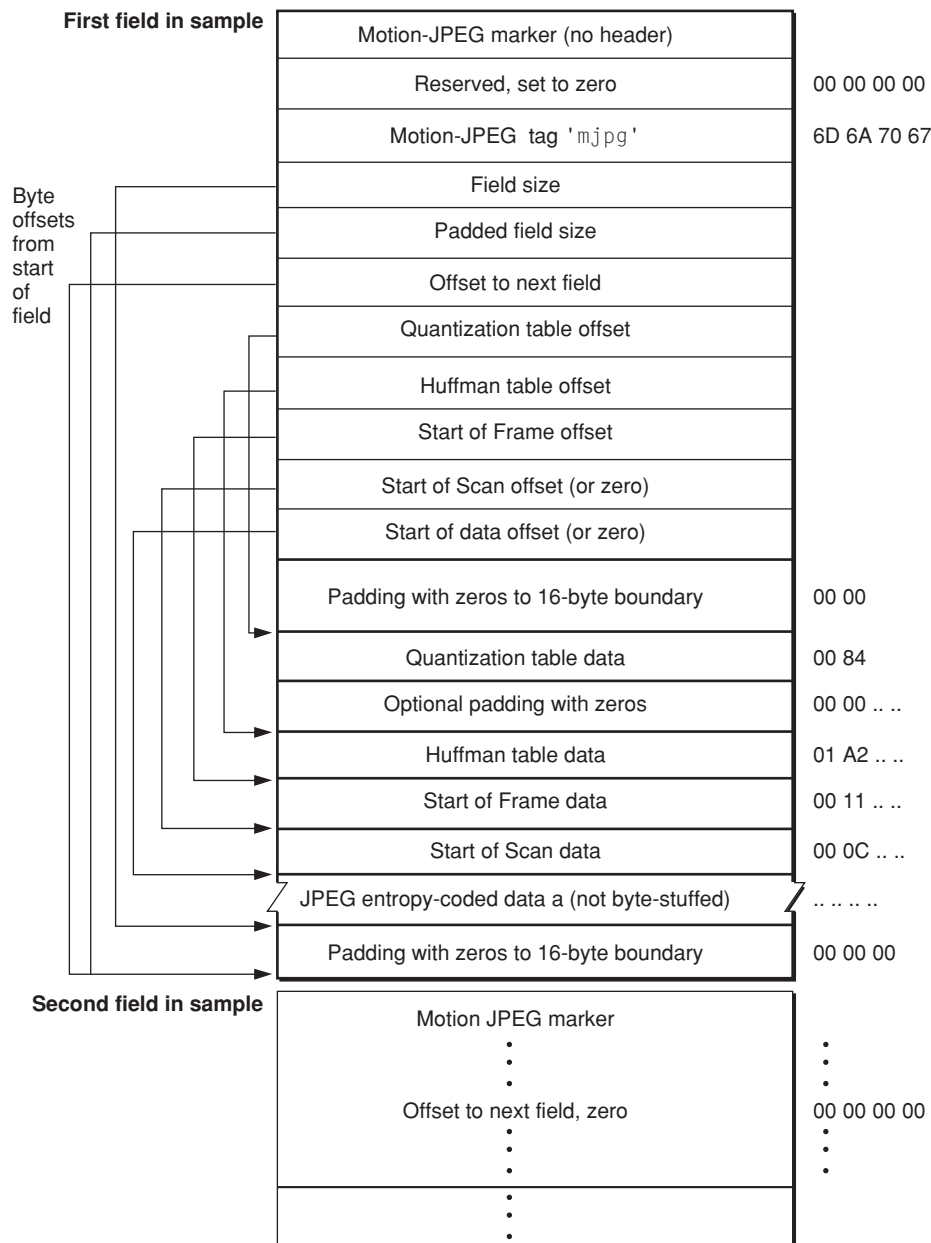 First field in sample
Motion-JPEG marker (no header)
Reserved, set to zero 00 00 00 00
Motion-JPEG tag 'mjpg' 6D 6A 70 67
Byte
offsets
from
start
of
field
Field size
Padded field size
Offset to next field
Quantization table offset
Huffman table offset
Start of Frame offset
Start of Scan offset (or zero)
Start of data offset (or zero)
Padding with zeros to 16-byte boundary 00 00
Quantization table data 00 84
Optional padding with zeros 00 00 .. ..
Huffman table data 01 A2 .. ..
Start of Frame data 00 11 .. ..
Start of Scan data 00 0C .. ..
JPEG entropy-coded data a (not byte-stuffed) .. .. .. ..
Padding with zeros to 16-byte boundary 00 00 00
Second field in sample
Motion JPEG marker
Offset to next field, zero 00 00 00 00